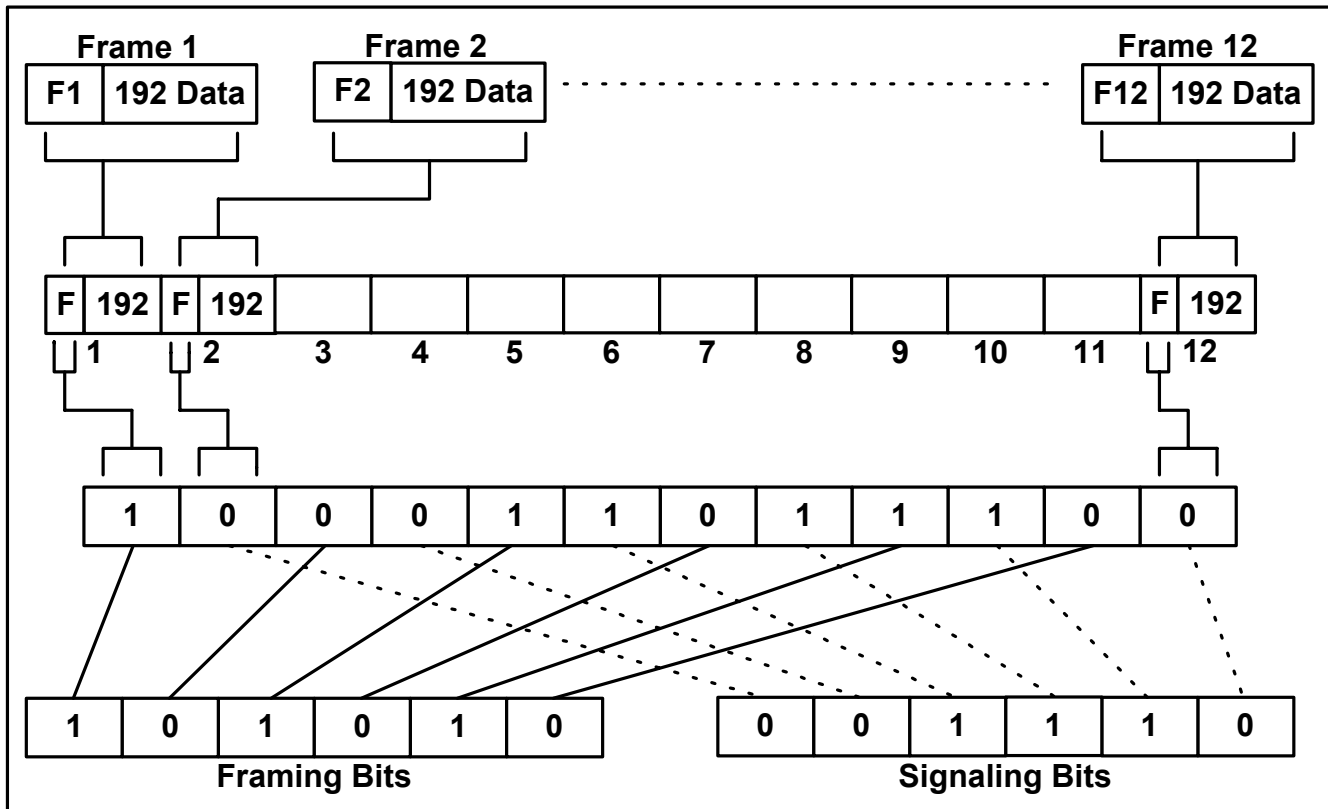 Frame 1 Frame 2 Frame 12
F1 192 Data F2 192 Data F12 192 Data
F 192 F 192 F 192
1 2 3 4 5 6 7 8 9 10 11 12
1 0 0 0 1 1 0 1 1 1 0 0
1 0 1 0 1 0 0 0 1 1 1 0
Framing Bits Signaling Bits